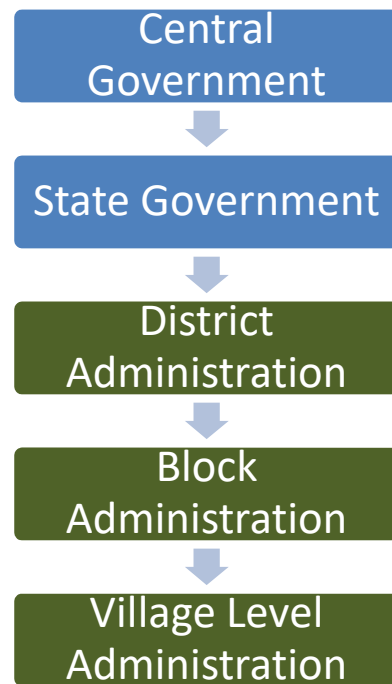 Central
Government
State Government
District
Administration
Block
Administration
Village Level
Administration